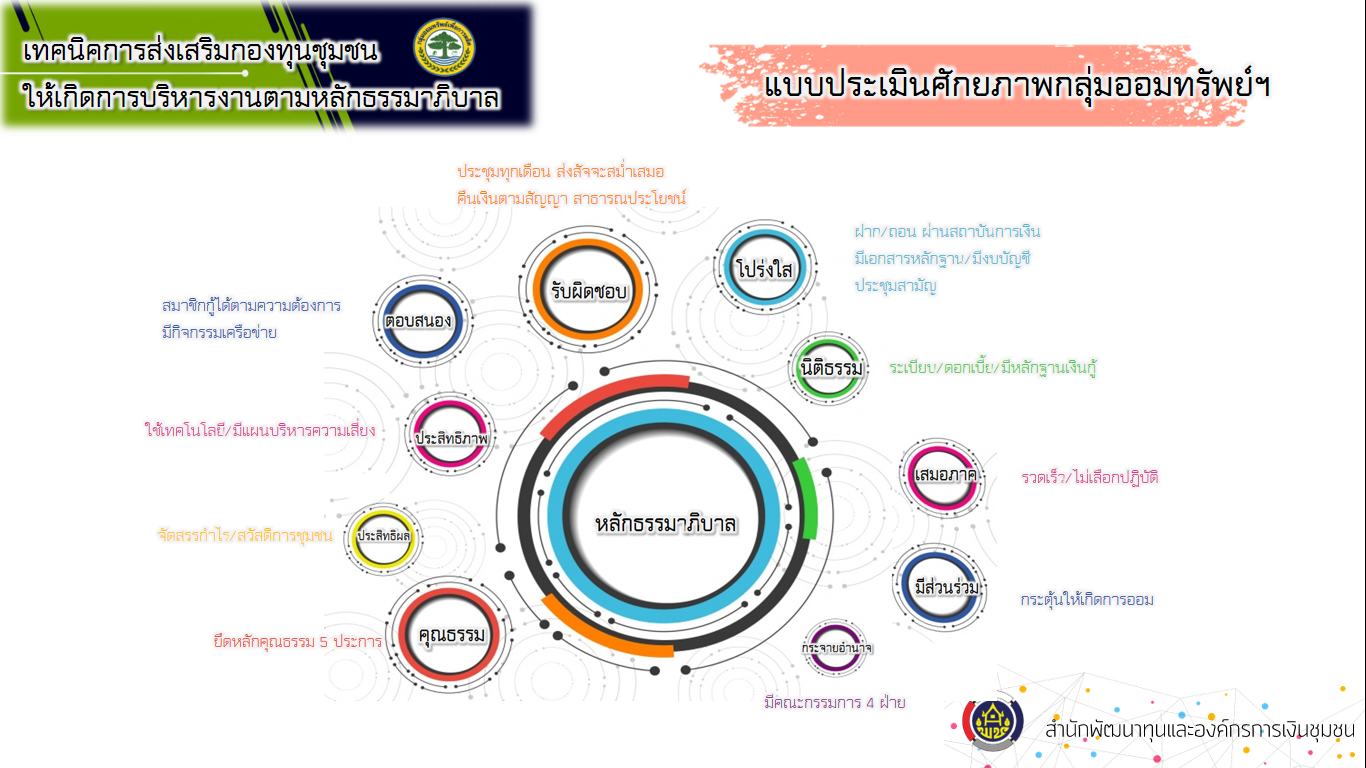 เทคนิคการส่งเสริมกองทุนชุมชน
ให้เกิดการบริหารงานตามหลักธรรมาภิบาล
แบบประเมินศักยภาพกลุ่มออมทรัพย์ฯ
ประชุมทุกเดือน ส่งสัจจะสม่ำเสมอ
คืนเงินตามสัญญา สาธารณประโยชน์
รับผิดชอบ
โปร่งใส
ฝาก/ถอน ผ่านสถาบันการเงิน
มีเอกสารหลักฐาน/มีงบบัญชี
ประชุมสามัญ
สมาชิกกู้ได้ตามความต้องการ
มีกิจกรรมเครือข่าย
ตอบสนอง
นิติธรรม
ระเบียบ/ดอกเบี้ย/มีหลักฐานเงินกู้
ใช้เทคโนโลยี/มีแผนบริหารความเสี่ยง
ประสิทธิภาพ
เสมอภาค
รวดเร็ว/ไม่เลือกปฏิบัติ
หลักธรรมาภิบาล
จัดสรรกำไร/สวัสดิการชุมชน
ประสิทธิผล
มีส่วนร่วม
กระตุ้นให้เกิดการออม
ยึดหลักคุณธรรม 5 ประการ
คุณธรรม
กระจายอำนาจ
มีคณะกรรมการ 4 ฝ่าย
สำนักพัฒนาทุนและองค์กรการเงินชุมชน